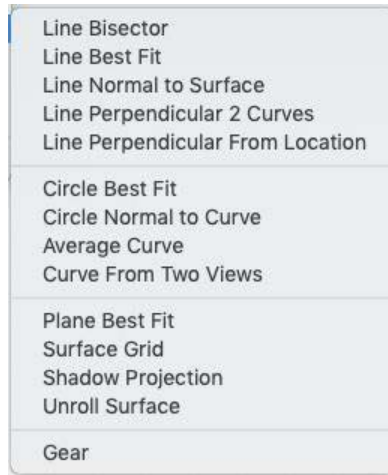 Line Bisector
Line Best Fit
Line Normal to Surface
Line Perpendicular 2 Curves
Line Perpendicular From Location
Circle Best Fit
Circle Normal to Curve
Average Curve
Curve From Two Views
Plane Best Fit
Surface Grid
Shadow Projection
Unroll Surface
Gear